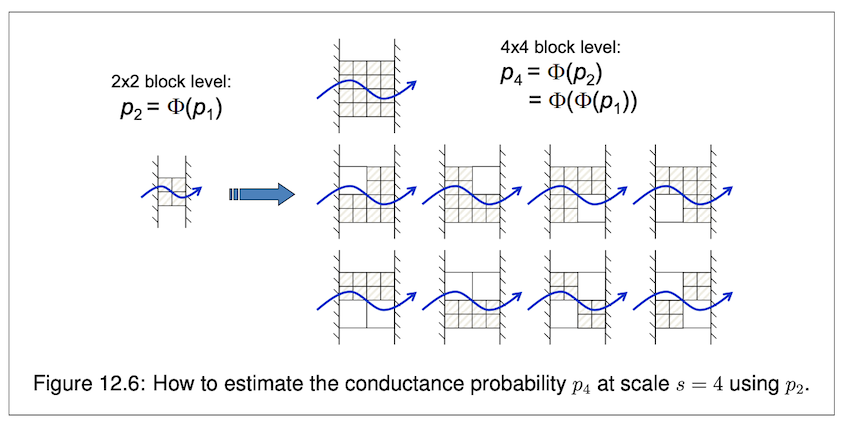 2x2 block level:
p₂ = Φ(p₁)
4x4 block level:
p₄ = Φ(p₂)
= Φ(Φ(p₁))
Figure 12.6: How to estimate the conductance probability p₄ at scale s = 4 using p₂.